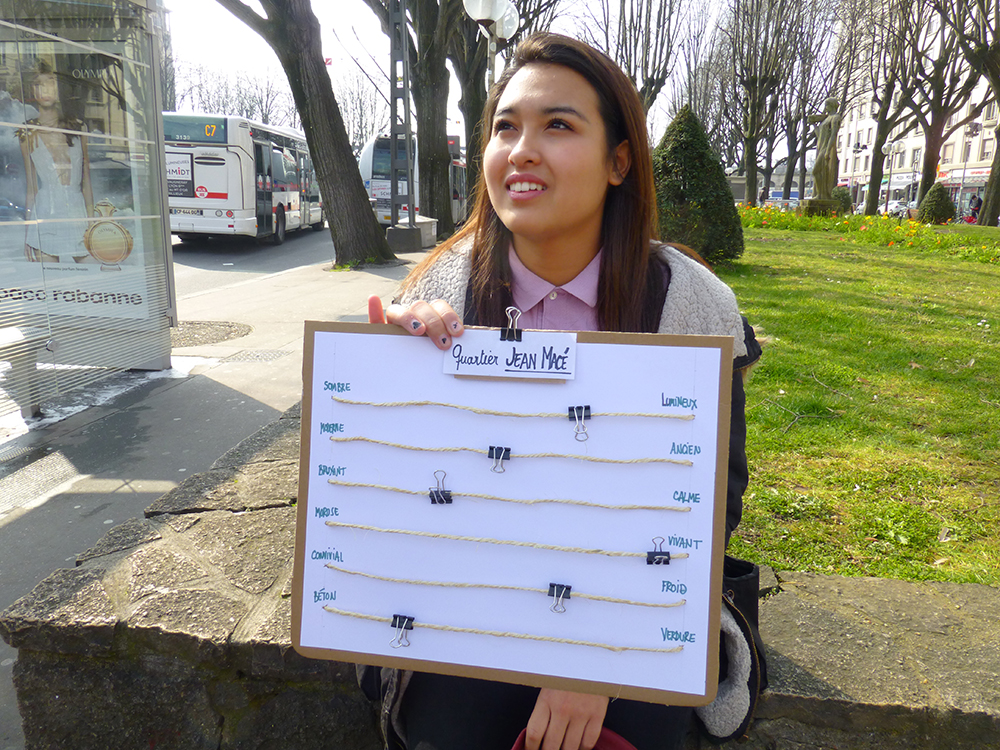 OLYMPÉA
paco rabanne
C7
3130
SCHMIDT
Quartier JEAN MACÉ
SOMBRE LUMINEUX
MODERNE ANCIEN
BRUYANT CALME
MOROSE VIVANT
CONVIVIAL FROID
BÉTON VERDURE